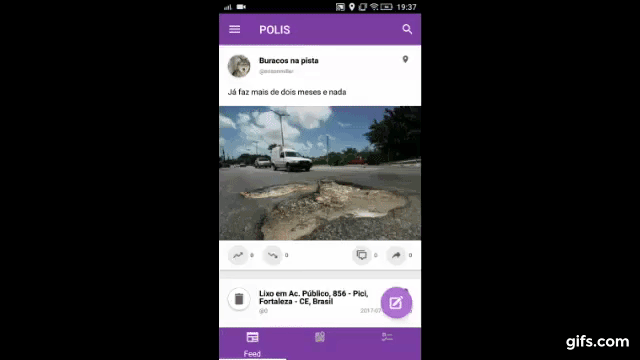 19:37
POLIS
Buracos na pista
Já faz mais de dois meses e nada
0 0 0 0
Lixo em Ac. Público, 856 - Pici,
Fortaleza - CE, Brasil
@0
Feed
gifs.com